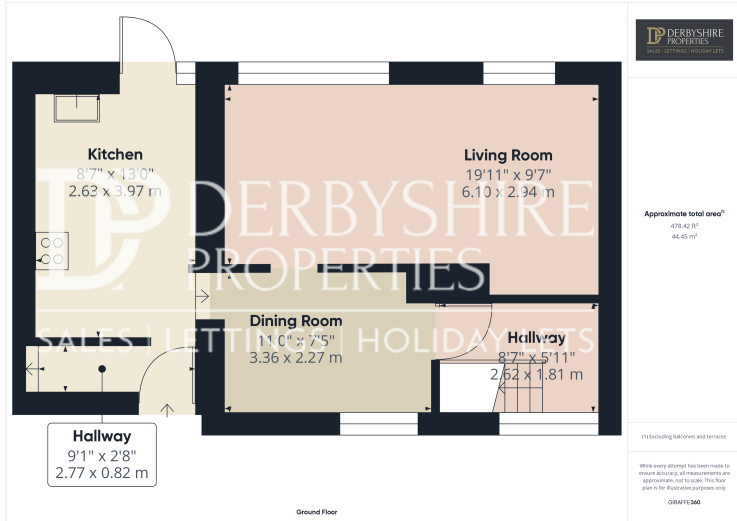 Kitchen
8'7" x 13'0"
2.63 x 3.97 m
Living Room
19'11" x 9'7"
6.10 x 2.94 m
Dining Room
11'0" x 7'5"
3.36 x 2.27 m
Hallway
8'7" x 5'11"
2.62 x 1.81 m
Hallway
9'1" x 2'8"
2.77 x 0.82 m
DP DERBYSHIRE
PROPERTIES
SALES | LETTINGS | HOLIDAY LETS
Ground Floor
DP DERBYSHIRE
PROPERTIES
SALES | LETTINGS | HOLIDAY LETS
Approximate total area⁽¹⁾
478.42 ft²
44.45 m²
(1) Excluding balconies and terraces
While every attempt has been made to
ensure accuracy, all measurements are
approximate, not to scale. This floor
plan is for illustrative purposes only.
GIRAFFE360